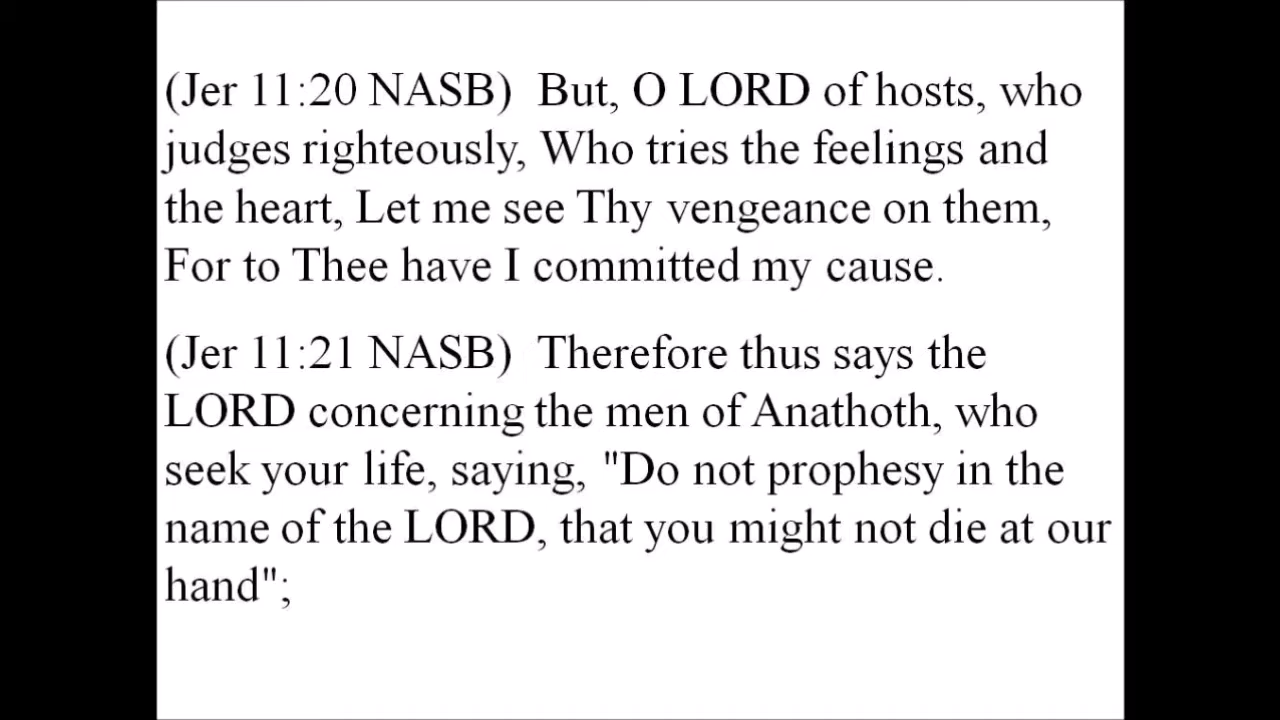 (Jer 11:20 NASB)  But, O LORD of hosts, who
judges righteously, Who tries the feelings and
the heart, Let me see Thy vengeance on them,
For to Thee have I committed my cause.
(Jer 11:21 NASB)  Therefore thus says the
LORD concerning the men of Anathoth, who
seek your life, saying, "Do not prophesy in the
name of the LORD, that you might not die at our
hand";